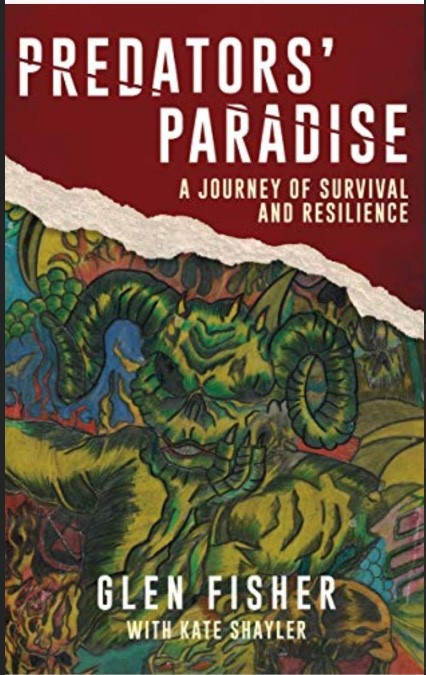 PREDATORS'
PARADISE
A JOURNEY OF SURVIVAL
AND RESILIENCE
GLEN FISHER
WITH KATE SHAYLER